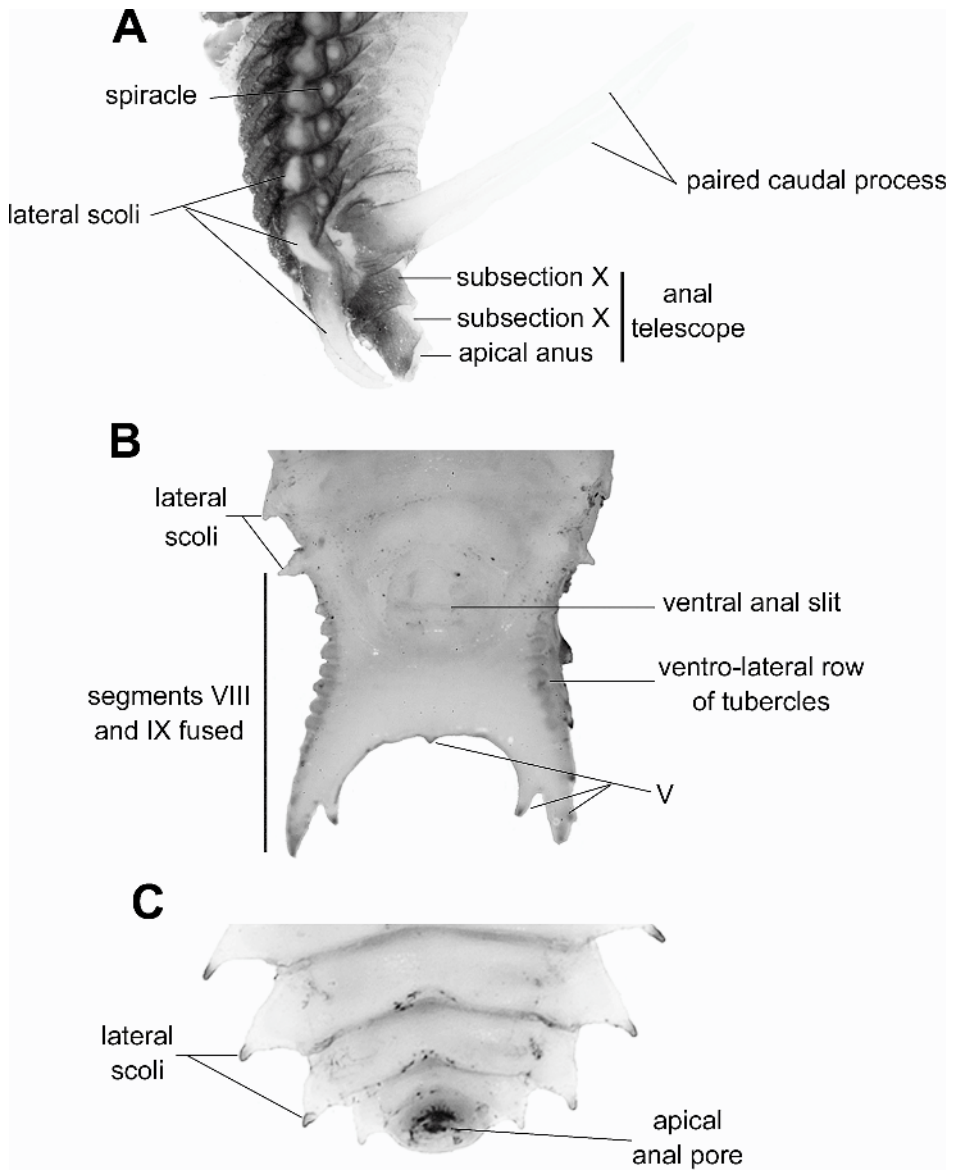 A
spiracle
paired caudal process
lateral scoli
subsection X
subsection X
apical anus
anal
telescope
B
lateral
scoli
ventral anal slit
ventro-lateral row
of tubercles
segments VIII
and IX fused
V
C
lateral
scoli
apical
anal pore